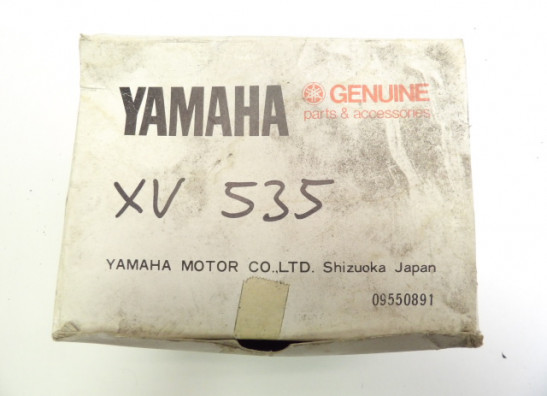 YAMAHA GENUINE
parts & accessories
XV 535
YAMAHA MOTOR CO.,LTD. Shizuoka Japan
09550891